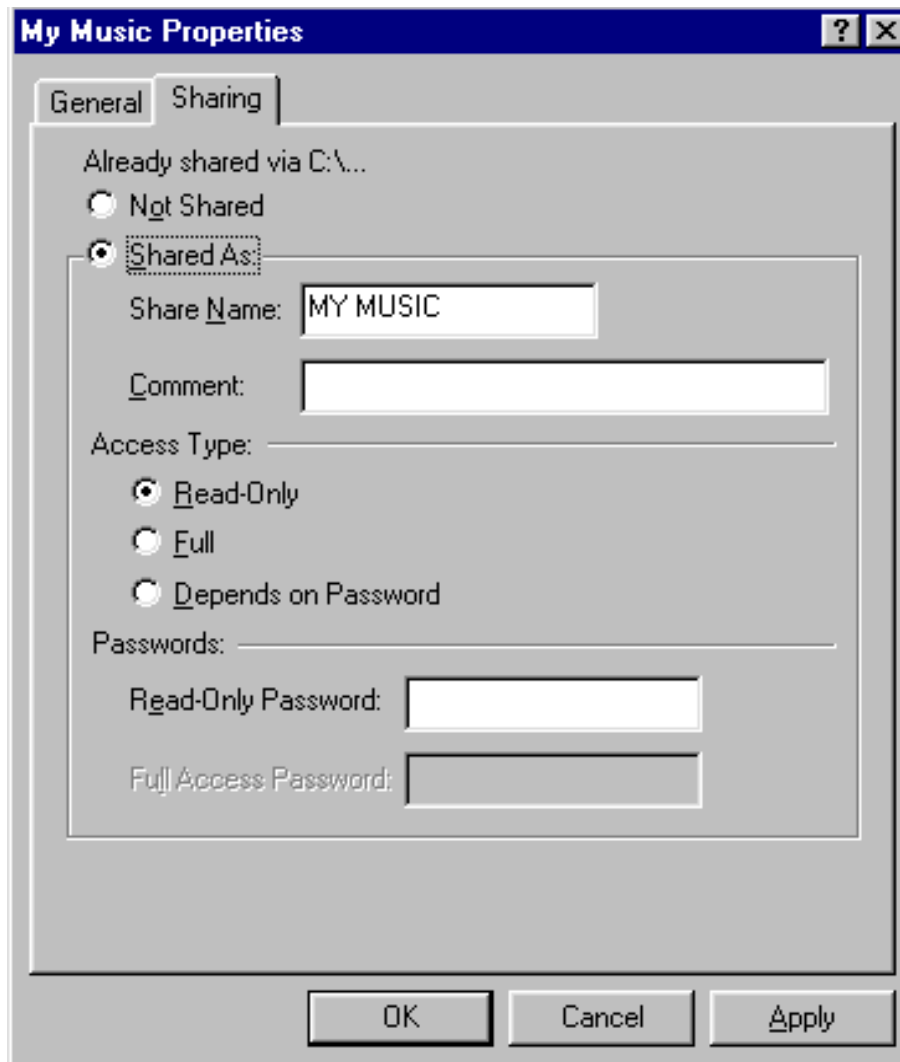 My Music Properties
General Sharing
Already shared via C:\...
Not Shared
Shared As:
Share Name: MY MUSIC
Comment:
Access Type:
Read-Only
Full
Depends on Password
Passwords:
Read-Only Password:
Full Access Password:
OK Cancel Apply